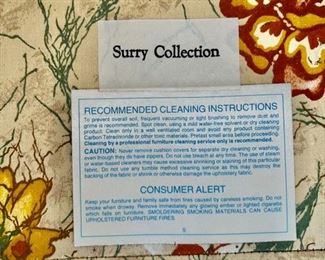 Surry Collection
RECOMMENDED CLEANING INSTRUCTIONS
To prevent overall soil, frequent vacuuming or light brushing to remove dust and
grime is recommended. Spot clean, using a mild water-free solvent or dry cleaning
product. Clean only in a well ventilated room and avoid any product containing
Carbon Tetrachloride or other toxic materials. Pretest small area before proceeding.
Cleaning by a professional furniture cleaning service only is recommended.
CAUTION: Never remove cushion covers for separate dry cleaning or washing,
even though they do have zippers. Do not use bleach at any time. The use of steam
or water-based cleaners may cause excessive shrinking or staining of this particular
fabric. Do not use any tumble method cleaning service as this may destroy the
backing of the fabric or shrink or otherwise damage the upholstery fabric.
CONSUMER ALERT
Keep your furniture and family safe from fires caused by careless smoking. Do not
smoke when drowsy. Remove immediately any glowing ember or lighted cigarette
which falls on furniture. SMOLDERING SMOKING MATERIALS CAN CAUSE
UPHOLSTERED FURNITURE FIRES.